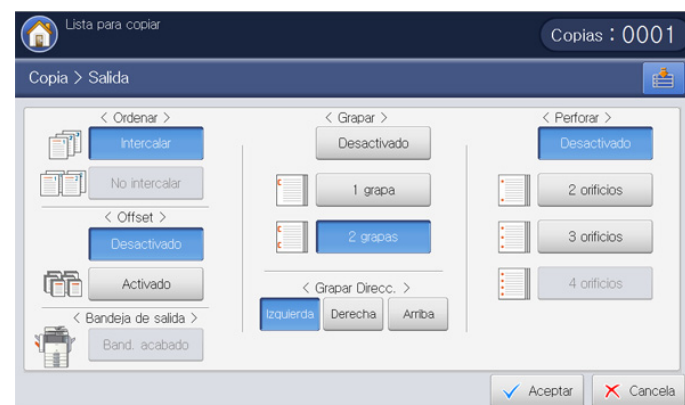 Lista para copiar
Copias : 0001
Copia > Salida
< Ordenar >
Intercalar
No intercalar
< Offset >
Desactivado
Activado
< Bandeja de salida >
Band. acabado
< Grapar >
Desactivado
1 grapa
2 grapas
< Grapar Direcc. >
Izquierda Derecha Arriba
< Perforar >
Desactivado
2 orificios
3 orificios
4 orificios
Aceptar Cancela